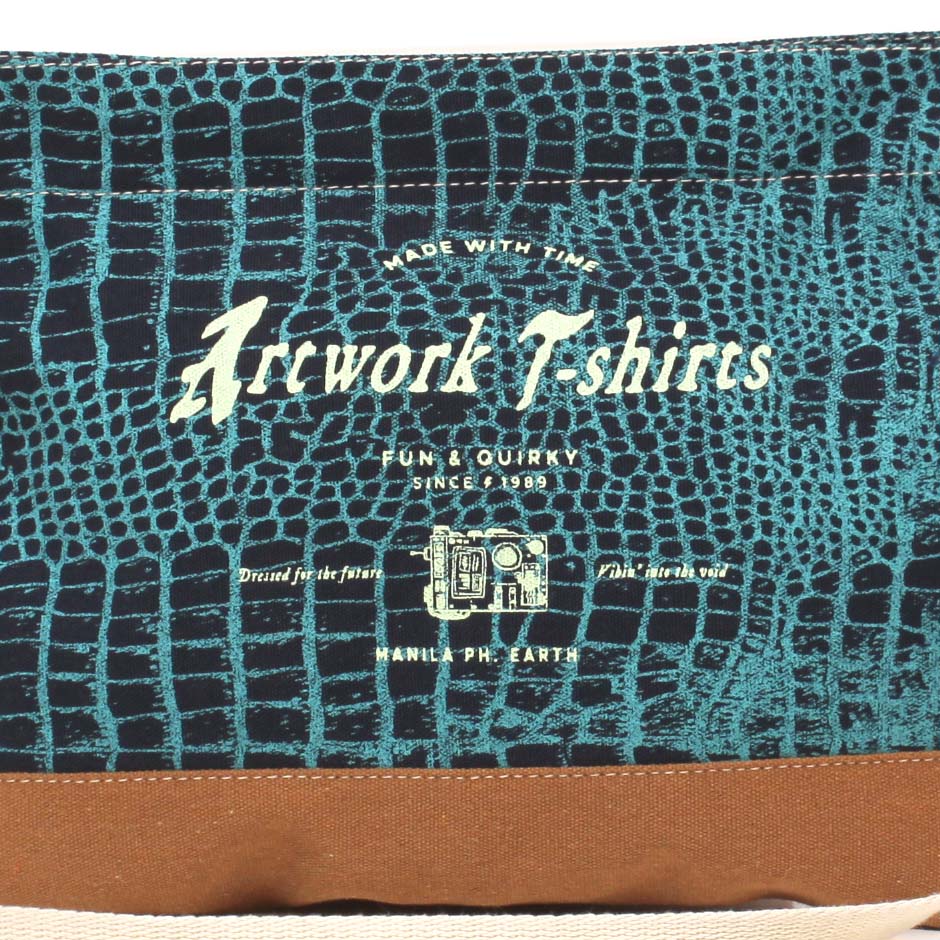 MADE WITH TIME
Artwork T-shirts
FUN & QUIRKY
SINCE 1989
Dressed for the future
Vibin' into the void
MANILA PH. EARTH